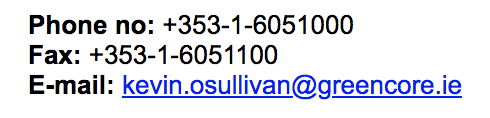 Phone no: +353-1-6051000
Fax: +353-1-6051100
E-mail: kevin.osullivan@greencore.ie